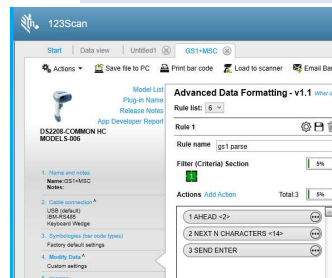 123Scan
Start Data view Untitled1 GS1+MSC
Actions Save file to PC Print bar code Load to scanner Email Bar
Model List
Plug-in Name
Release Notes
App Developer Report
DS2208-COMMON HC
MODELS-006
1. Name and notes
Name:GS1+MSC
Notes:
2. Cable connection ^
USB (default)
IBM-RS485
Keyboard Wedge
3. Symbologies (bar code types)
Factory default settings
4. Modify Data ^
Custom settings
Advanced Data Formatting - v1.1 What is
Rule list: 6
Rule 1
Rule name gs1 parse
Filter (Criteria) Section 5%
Actions Add Action Total:3 5%
1 AHEAD <2>
2 NEXT N CHARACTERS <14>
3 SEND ENTER